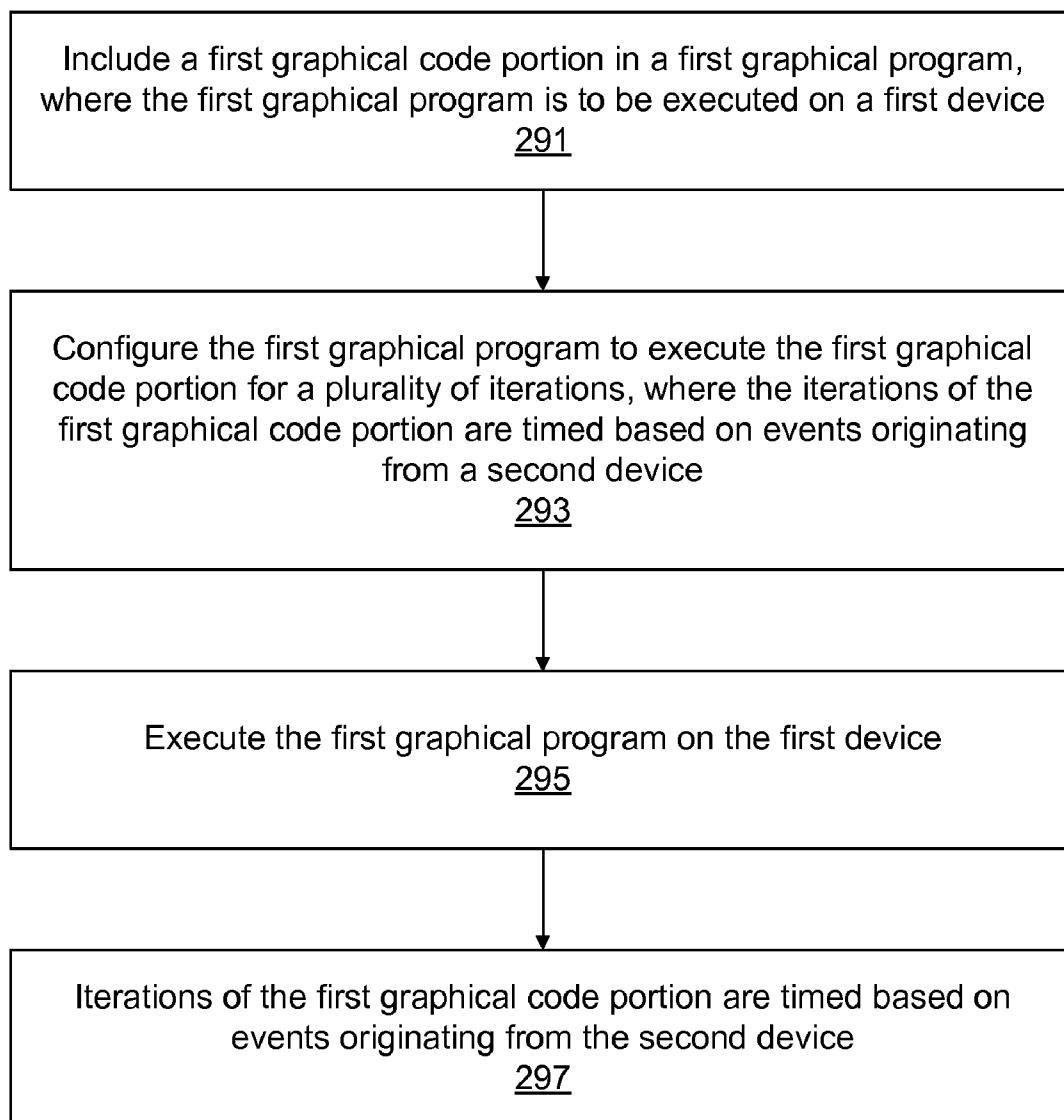 Include a first graphical code portion in a first graphical program,
where the first graphical program is to be executed on a first device
291
Configure the first graphical program to execute the first graphical
code portion for a plurality of iterations, where the iterations of the
first graphical code portion are timed based on events originating
from a second device
293
Execute the first graphical program on the first device
295
Iterations of the first graphical code portion are timed based on
events originating from the second device
297